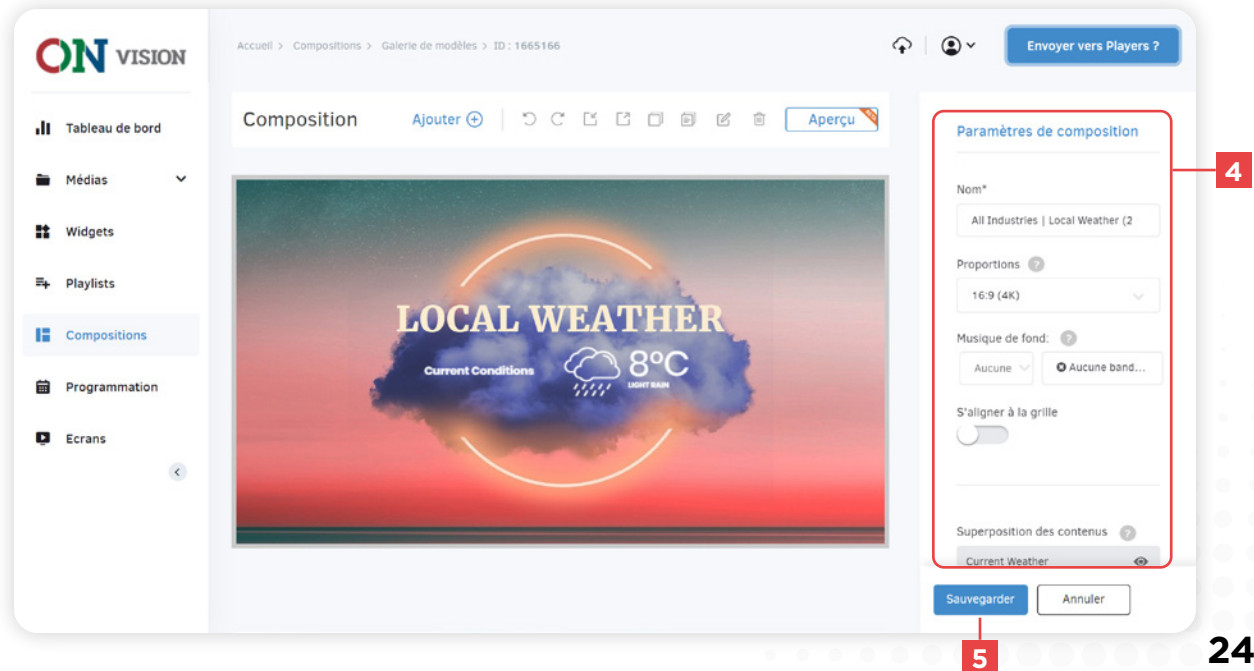 ON VISION
Accueil > Compositions > Galerie de modèles > ID : 1665166
Envoyer vers Players ?
Tableau de bord
Médias
Widgets
Playlists
Compositions
Programmation
Ecrans
Composition
Ajouter
Aperçu
LOCAL WEATHER
Current Conditions
8°C
LIGHT RAIN
Paramètres de composition
Nom*
All Industries | Local Weather (2
Proportions ?
16:9 (4K)
Musique de fond: ?
Aucune
Aucune band...
S'aligner à la grille
Superposition des contenus ?
Current Weather
Sauvegarder
Annuler
4
5
24